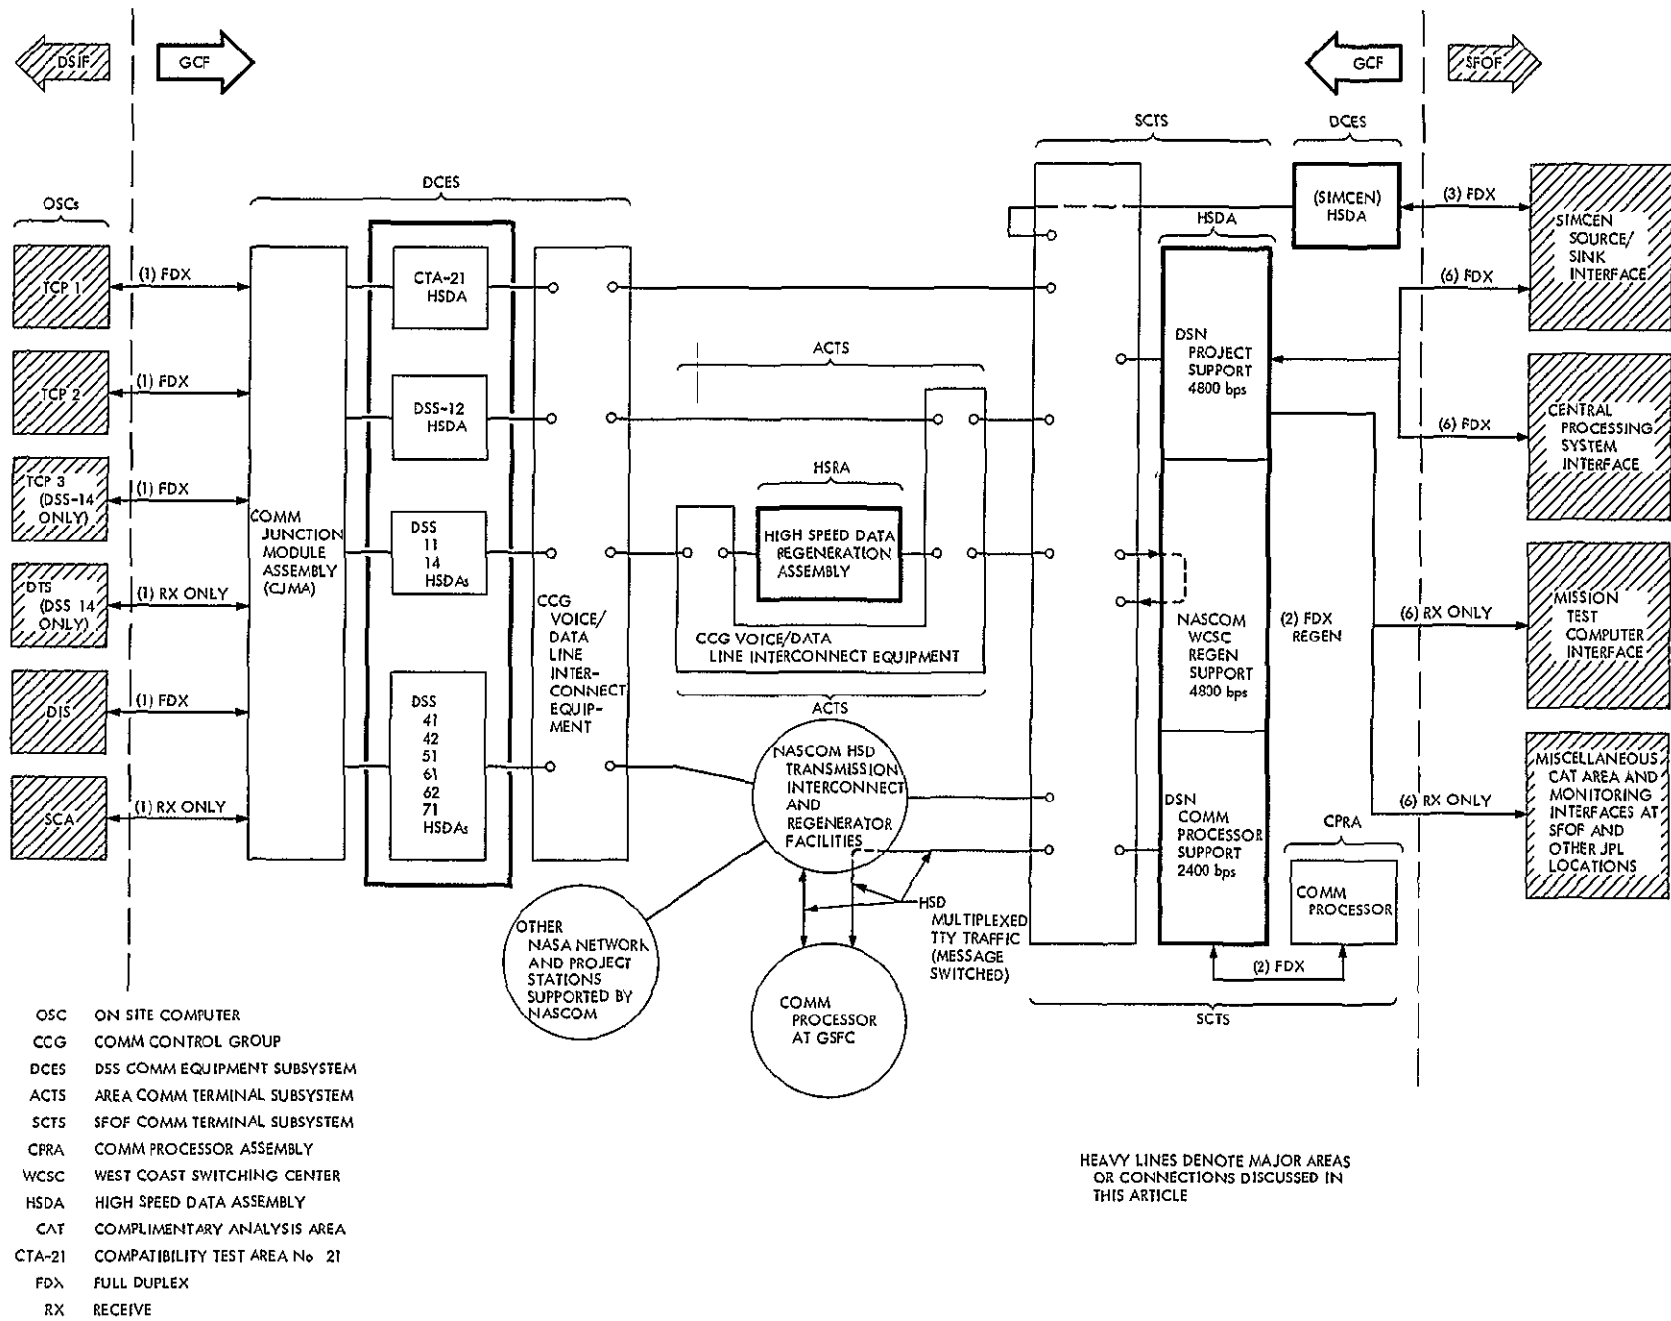 DSIF
GCF
GCF
SFOF
OSCs
TCP 1
TCP 2
TCP 3
(DSS-14
ONLY)
DTS
(DSS 14
ONLY)
DIS
SCA
(1) FDX
(1) FDX
(1) FDX
(1) RX ONLY
(1) FDX
(1) RX ONLY
DCES
COMM
JUNCTION
MODULE
ASSEMBLY
(CJMA)
CTA-21
HSDA
DSS-12
HSDA
DSS
11
14
HSDAs
DSS
41
42
51
61
62
71
HSDAs
CCG
VOICE/
DATA
LINE
INTER-
CONNECT
EQUIP-
MENT
ACTS
HSRA
HIGH SPEED DATA
REGENERATION
ASSEMBLY
CCG VOICE/DATA
LINE INTERCONNECT EQUIPMENT
ACTS
NASCOM HSD
TRANSMISSION
INTERCONNECT
AND
REGENERATOR
FACILITIES
OTHER
NASA NETWORK
AND PROJECT
STATIONS
SUPPORTED BY
NASCOM
COMM
PROCESSOR
AT GSFC
HSD
MULTIPLEXED
TTY TRAFFIC
(MESSAGE
SWITCHED)
SCTS
HSDA
DSN
PROJECT
SUPPORT
4800 bps
NASCOM
WCSC
REGEN
SUPPORT
4800 bps
DSN
COMM
PROCESSOR
SUPPORT
2400 bps
DCES
(SIMCEN)
HSDA
(2) FDX
REGEN
CPRA
COMM
PROCESSOR
(2) FDX
SCTS
(3) FDX
(6) FDX
(6) FDX
(6) RX ONLY
(6) RX ONLY
SIMCEN
SOURCE/
SINK
INTERFACE
CENTRAL
PROCESSING
SYSTEM
INTERFACE
MISSION
TEST
COMPUTER
INTERFACE
MISCELLANEOUS
CAT AREA AND
MONITORING
INTERFACES AT
SFOF AND
OTHER JPL
LOCATIONS
OSC ON SITE COMPUTER
CCG COMM CONTROL GROUP
DCES DSS COMM EQUIPMENT SUBSYSTEM
ACTS AREA COMM TERMINAL SUBSYSTEM
SCTS SFOF COMM TERMINAL SUBSYSTEM
CPRA COMM PROCESSOR ASSEMBLY
WCSC WEST COAST SWITCHING CENTER
HSDA HIGH SPEED DATA ASSEMBLY
CAT COMPLIMENTARY ANALYSIS AREA
CTA-21 COMPATIBILITY TEST AREA No 21
FDX FULL DUPLEX
RX RECEIVE
HEAVY LINES DENOTE MAJOR AREAS
OR CONNECTIONS DISCUSSED IN
THIS ARTICLE